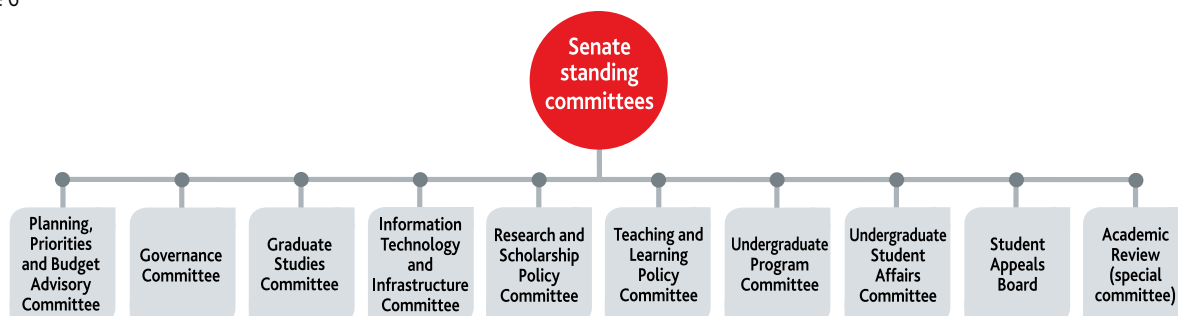 Senate
standing
committees
Planning,
Priorities
and Budget
Advisory
Committee
Governance
Committee
Graduate
Studies
Committee
Information
Technology
and
Infrastructure
Committee
Research and
Scholarship
Policy
Committee
Teaching and
Learning
Policy
Committee
Undergraduate
Program
Committee
Undergraduate
Student
Affairs
Committee
Student
Appeals
Board
Academic
Review
(special
committee)